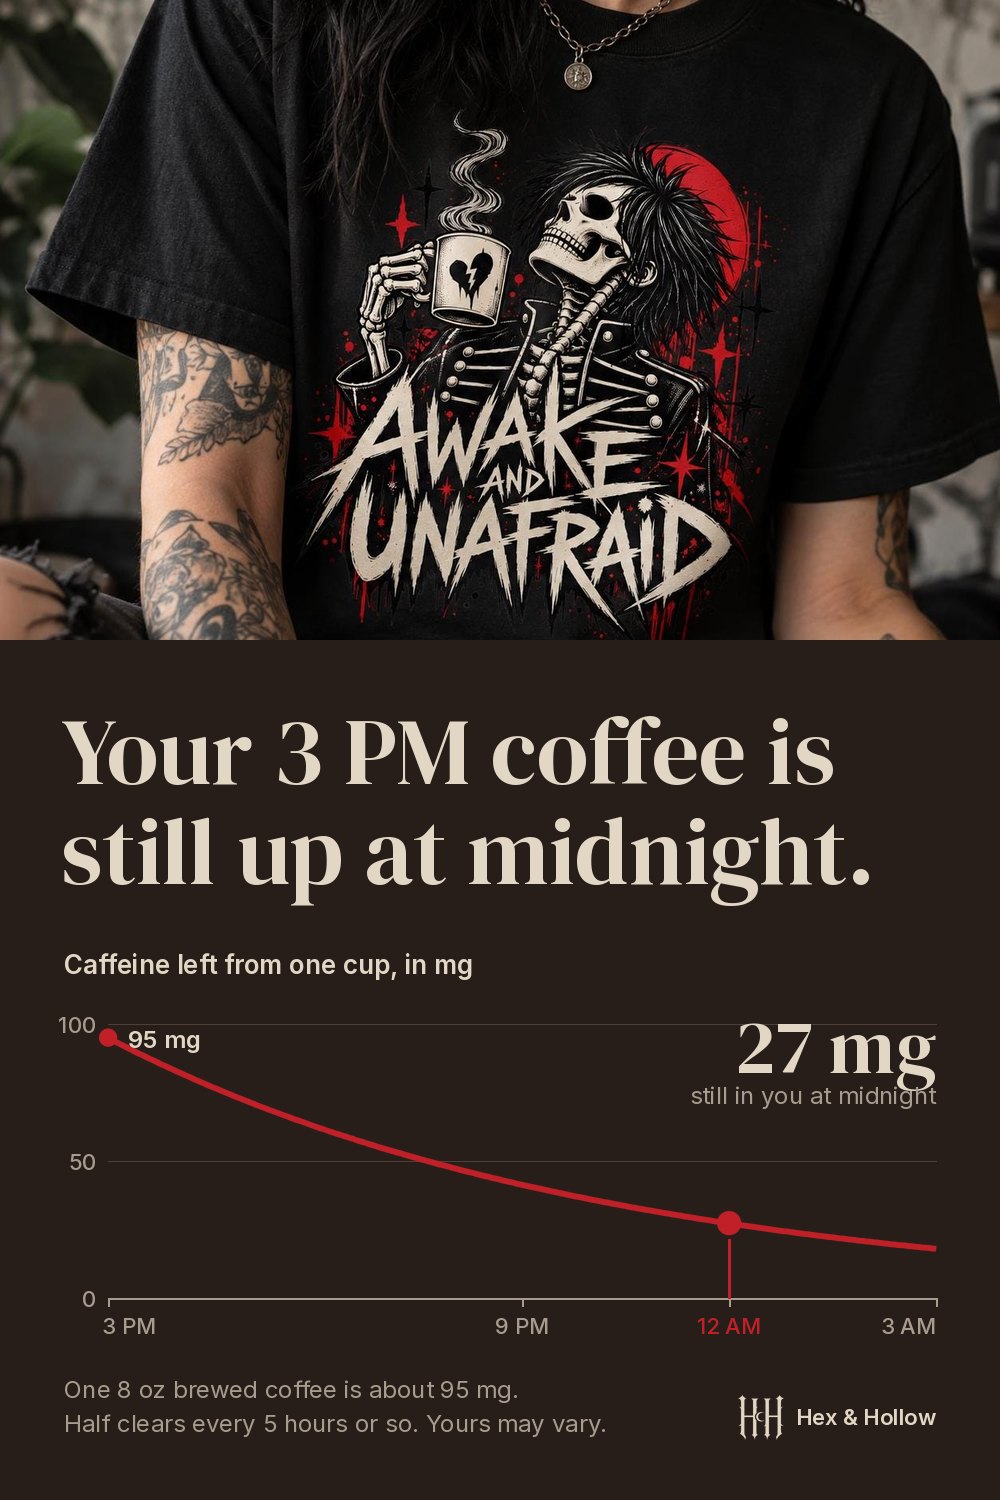 AWAKE
AND
UNAFRAiD
Your 3 PM coffee is
still up at midnight.
Caffeine left from one cup, in mg
100
95 mg
27 mg
still in you at midnight
50
0
3 PM
9 PM
12 AM
3 AM
One 8 oz brewed coffee is about 95 mg.
Half clears every 5 hours or so. Yours may vary.
Hex & Hollow